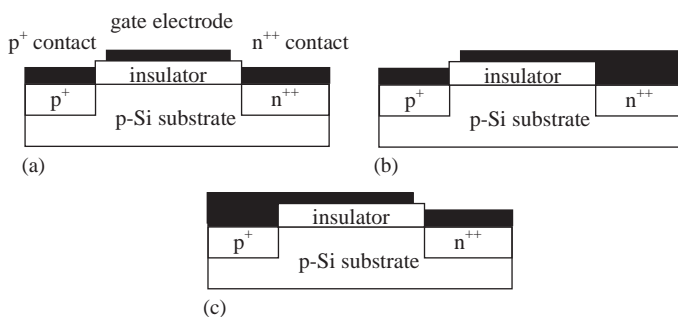 gate electrode
p⁺ contact
n⁺⁺ contact
insulator
p⁺
n⁺⁺
p-Si substrate
(a)
insulator
p⁺
n⁺⁺
p-Si substrate
(b)
insulator
p⁺
n⁺⁺
p-Si substrate
(c)